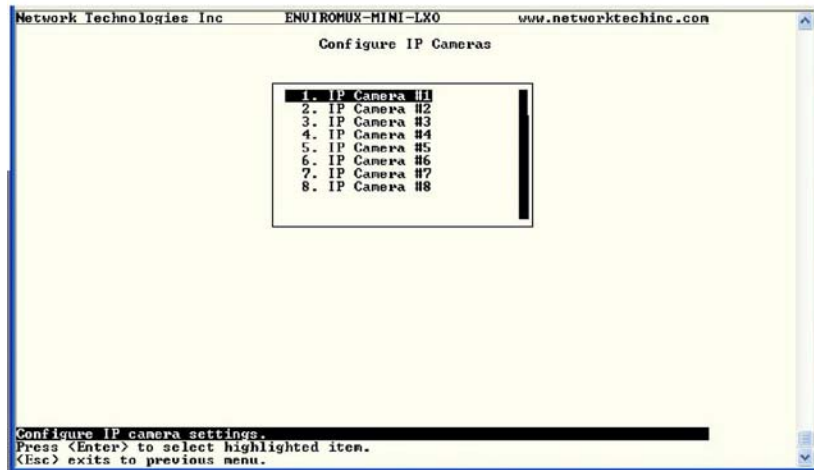 Network Technologies Inc ENVIROMUX-MINI-LXO www.networktechinc.com
Configure IP Cameras
1. IP Camera #1
2. IP Camera #2
3. IP Camera #3
4. IP Camera #4
5. IP Camera #5
6. IP Camera #6
7. IP Camera #7
8. IP Camera #8
Configure IP camera settings.
Press <Enter> to select highlighted item.
<Esc> exits to previous menu.